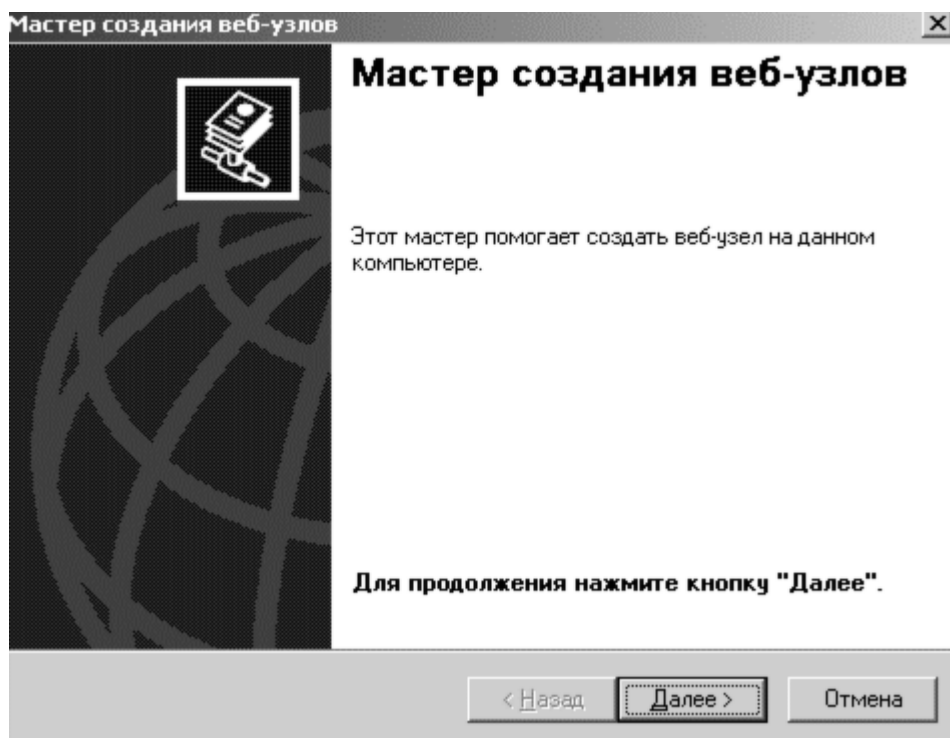 Мастер создания веб-узлов
Мастер создания веб-узлов
Этот мастер помогает создать веб-узел на данном
компьютере.
Для продолжения нажмите кнопку "Далее".
< Назад Далее > Отмена